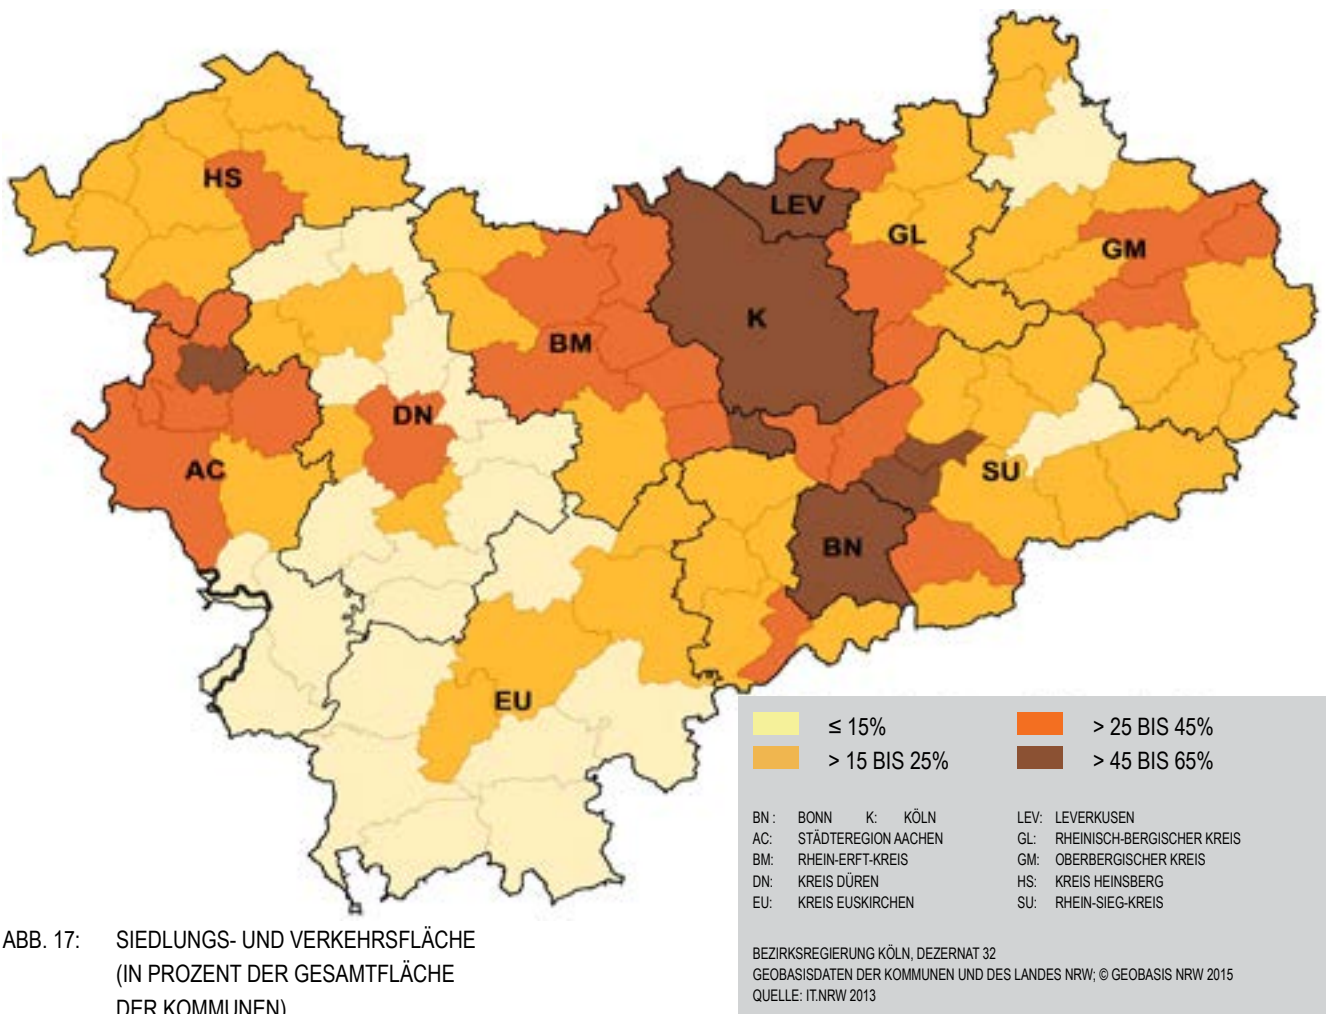 HS
LEV
GL
GM
K
BM
DN
AC
SU
BN
EU
≤ 15%
> 25 BIS 45%
> 15 BIS 25%
> 45 BIS 65%
BN : BONN K: KÖLN LEV: LEVERKUSEN
AC: STÄDTEREGION AACHEN GL: RHEINISCH-BERGISCHER KREIS
BM: RHEIN-ERFT-KREIS GM: OBERBERGISCHER KREIS
DN: KREIS DÜREN HS: KREIS HEINSBERG
EU: KREIS EUSKIRCHEN SU: RHEIN-SIEG-KREIS
BEZIRKSREGIERUNG KÖLN, DEZERNAT 32
GEOBASISDATEN DER KOMMUNEN UND DES LANDES NRW; © GEOBASIS NRW 2015
QUELLE: IT.NRW 2013
ABB. 17: SIEDLUNGS- UND VERKEHRSFLÄCHE
(IN PROZENT DER GESAMTFLÄCHE
DER KOMMUNEN)